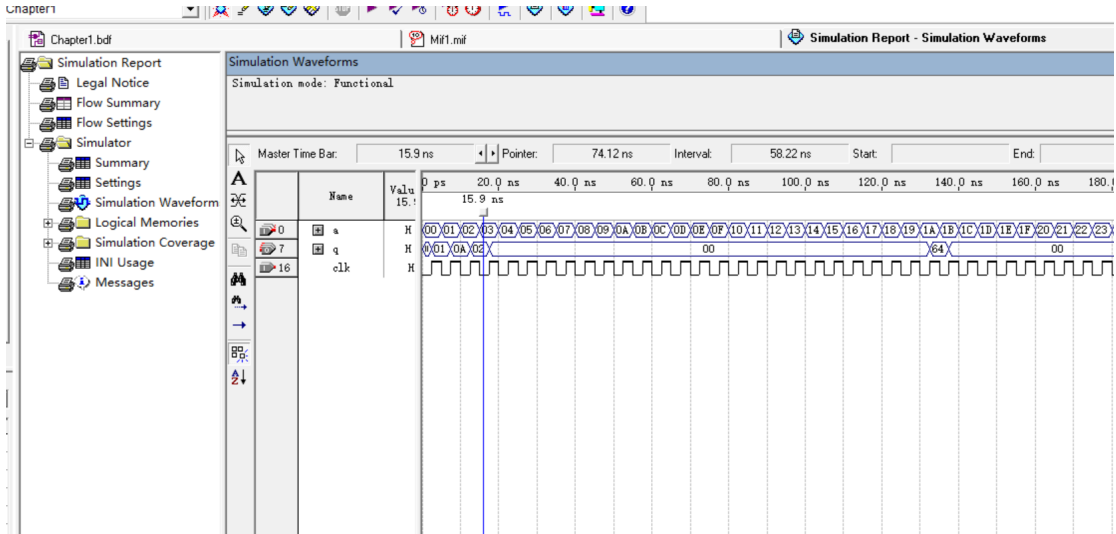 Chapter1
Chapter1.bdf
Mif1.mif
Simulation Report - Simulation Waveforms
Simulation Report
Legal Notice
Flow Summary
Flow Settings
Simulator
Summary
Settings
Simulation Waveform
Logical Memories
Simulation Coverage
INI Usage
Messages
Simulation Waveforms
Simulation mode: Functional
Master Time Bar: 15.9 ns Pointer: 74.12 ns Interval: 58.22 ns Start: End:
Name Valu 0 ps 20.0 ns 40.0 ns 60.0 ns 80.0 ns 100.0 ns 120.0 ns 140.0 ns 160.0 ns 180.
15. 15.9 ns
0 a H 00 01 02 03 04 05 06 07 08 09 0A 0B 0C 0D 0E 0F 10 11 12 13 14 15 16 17 18 19 1A 1B 1C 1D 1E 1F 20 21 22 23
7 q H 01 0A 02 00 64 00
16 clk H